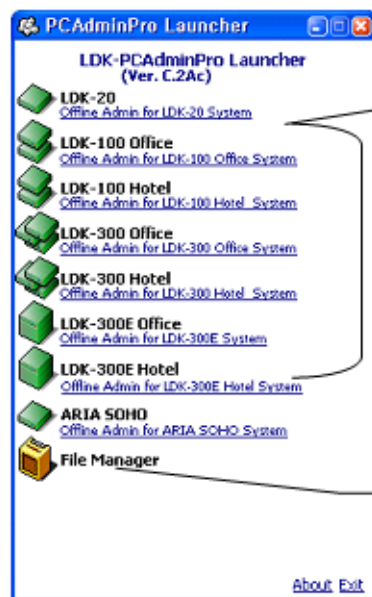 PCAdminPro Launcher
LDK-PCAdminPro Launcher
(Ver. C.2Ac)
LDK-20
Offline Admin for LDK-20 System
LDK-100 Office
Offline Admin for LDK-100 Office System
LDK-100 Hotel
Offline Admin for LDK-100 Hotel System
LDK-300 Office
Offline Admin for LDK-300 Office System
LDK-300 Hotel
Offline Admin for LDK-300 Hotel System
LDK-300E Office
Offline Admin for LDK-300E System
LDK-300E Hotel
Offline Admin for LDK-300E Hotel System
ARIA SOHO
Offline Admin for ARIA SOHO System
File Manager
About Exit